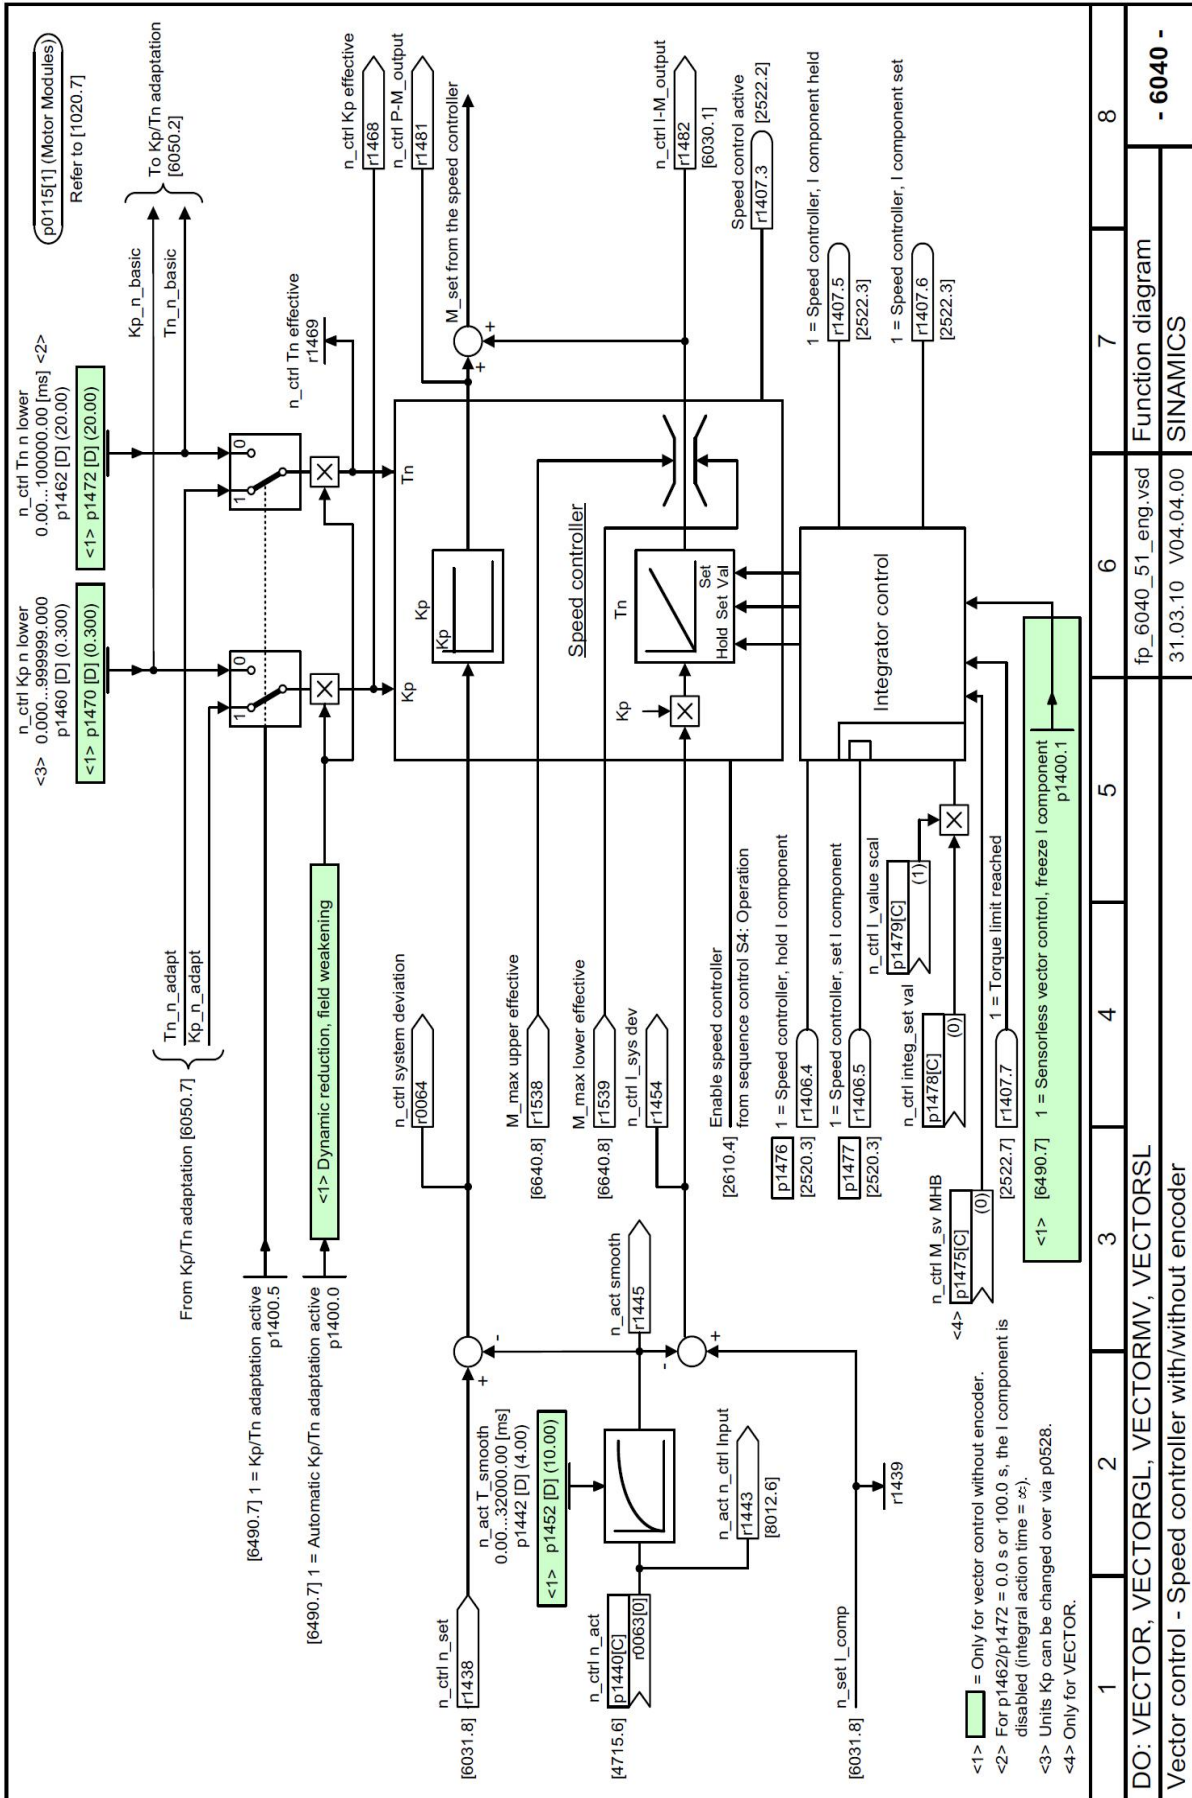 p0115[1] (Motor Modules)
Refer to [1020.7]
n_ctrl Kp n lower
<3> 0.000...999999.000
p1460 [D] (0.300)
<1> p1470 [D] (0.300)
n_ctrl Tn n lower
0.00...100000.00 [ms] <2>
p1462 [D] (20.00)
<1> p1472 [D] (20.00)
Kp_n_basic
Tn_n_basic
To Kp/Tn adaptation
[6050.2]
From Kp/Tn adaptation [6050.7]
Tn_n_adapt
Kp_n_adapt
1
0
1
0
[6490.7] 1 = Kp/Tn adaptation active
p1400.5
[6490.7] 1 = Automatic Kp/Tn adaptation active
p1400.0
<1> Dynamic reduction, field weakening
n_ctrl Tn effective
r1469
n_ctrl Kp effective
r1468
n_ctrl P-M_output
r1481
n_ctrl n_set
[6031.8]
r1438
+
-
n_ctrl system deviation
r0064
Kp
Tn
Kp
Kp
+
+
M_set from the speed controller
n_act T_smooth
0.00...32000.00 [ms]
p1442 [D] (4.00)
<1> p1452 [D] (10.00)
M_max upper effective
[6640.8]
r1538
M_max lower effective
[6640.8]
r1539
Speed controller
n_ctrl n_act
[4715.6]
p1440[C]
r0063[0]
n_act n_ctrl Input
r1443
[8012.6]
n_act smooth
r1445
-
+
n_ctrl I_sys dev
r1454
Kp
Tn
Hold Set Set Val
n_ctrl I-M_output
r1482
[6030.1]
[2610.4]
Enable speed controller
from sequence control S4: Operation
Speed control active
r1407.3
[2522.2]
p1476
1 = Speed controller, hold I component
[2520.3]
r1406.4
p1477
1 = Speed controller, set I component
[2520.3]
r1406.5
Integrator control
1 = Speed controller, I component held
r1407.5
[2522.3]
1 = Speed controller, I component set
r1407.6
[2522.3]
n_set I_comp
[6031.8]
r1439
n_ctrl I_value scal
p1479[C]
(1)
n_ctrl integ_set val
p1478[C]
(0)
<4>
n_ctrl M_sv MHB
p1475[C]
(0)
1 = Torque limit reached
[2522.7]
r1407.7
<1> [6490.7] 1 = Sensorless vector control, freeze I component
p1400.1
<1> = Only for vector control without encoder.
<2> For p1462/p1472 = 0.0 s or 100.0 s, the I component is
disabled (integral action time = ∞).
<3> Units Kp can be changed over via p0528.
<4> Only for VECTOR.
1 2 3 4 5 6 7 8
DO: VECTOR, VECTORGL, VECTORMV, VECTORSL
fp_6040_51_eng.vsd
Function diagram
- 6040 -
Vector control - Speed controller with/without encoder
31.03.10 V04.04.00
SINAMICS